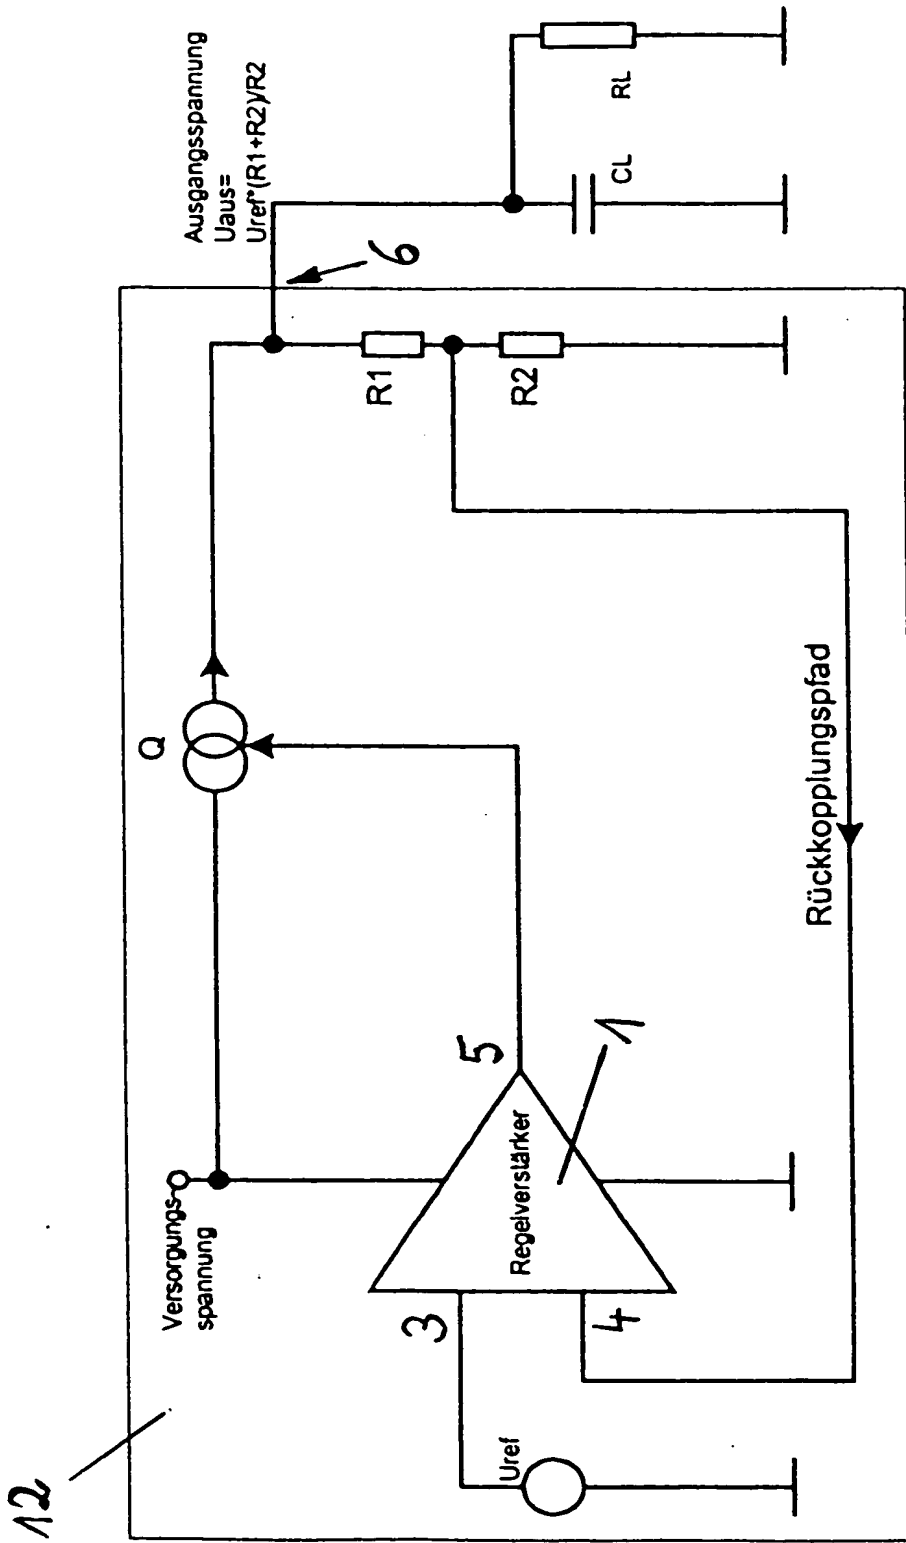 12
Versorgungs-
spannung
Q
Ausgangsspannung
Uaus=
Uref*(R1+R2)/R2
6
R1
R2
CL
RL
3
4
5
Regelverstärker
1
Uref
Rückkopplungspfad